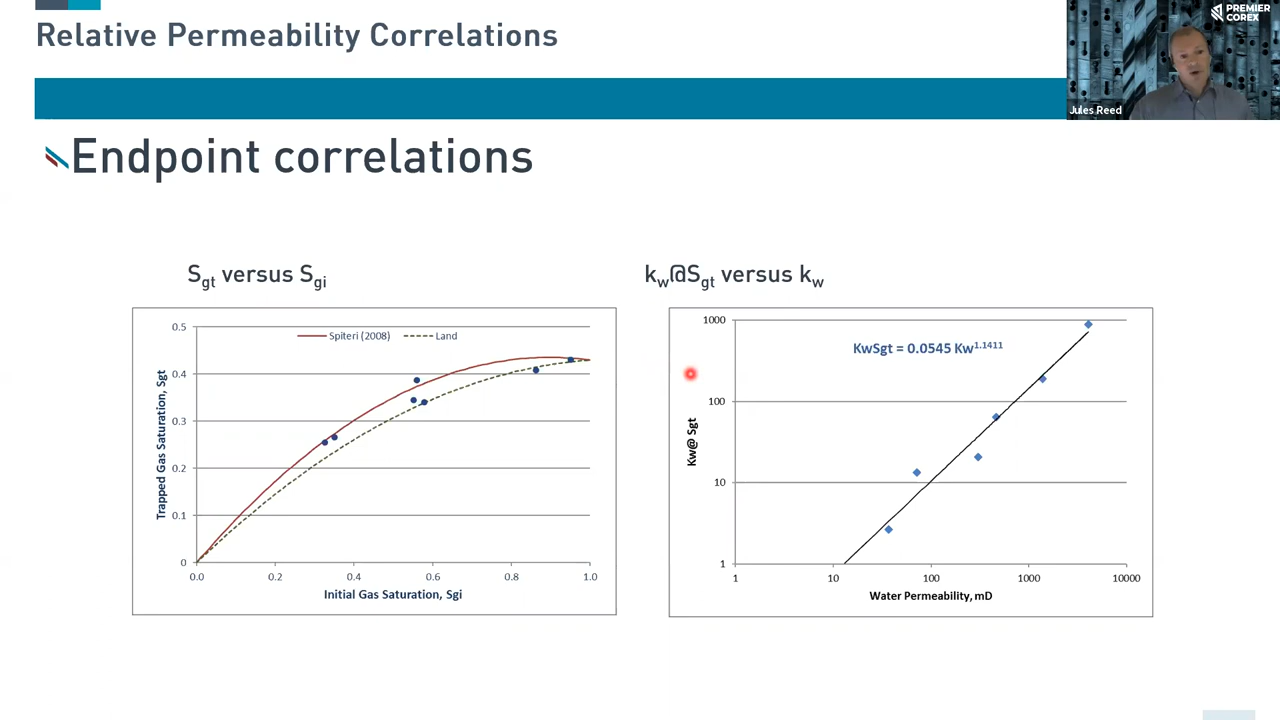 Relative Permeability Correlations
PREMIER
COREX
Jules Reed
Endpoint correlations
Sgt versus Sgi
kw@Sgt versus kw
Spiteri (2008)
Land
0.5
0.4
0.3
0.2
0.1
0
0.0 0.2 0.4 0.6 0.8 1.0
Trapped Gas Saturation, Sgt
Initial Gas Saturation, Sgi
KwSgt = 0.0545 Kw^1.1411
1000
100
10
1
1 10 100 1000 10000
Kw@ Sgt
Water Permeability, mD